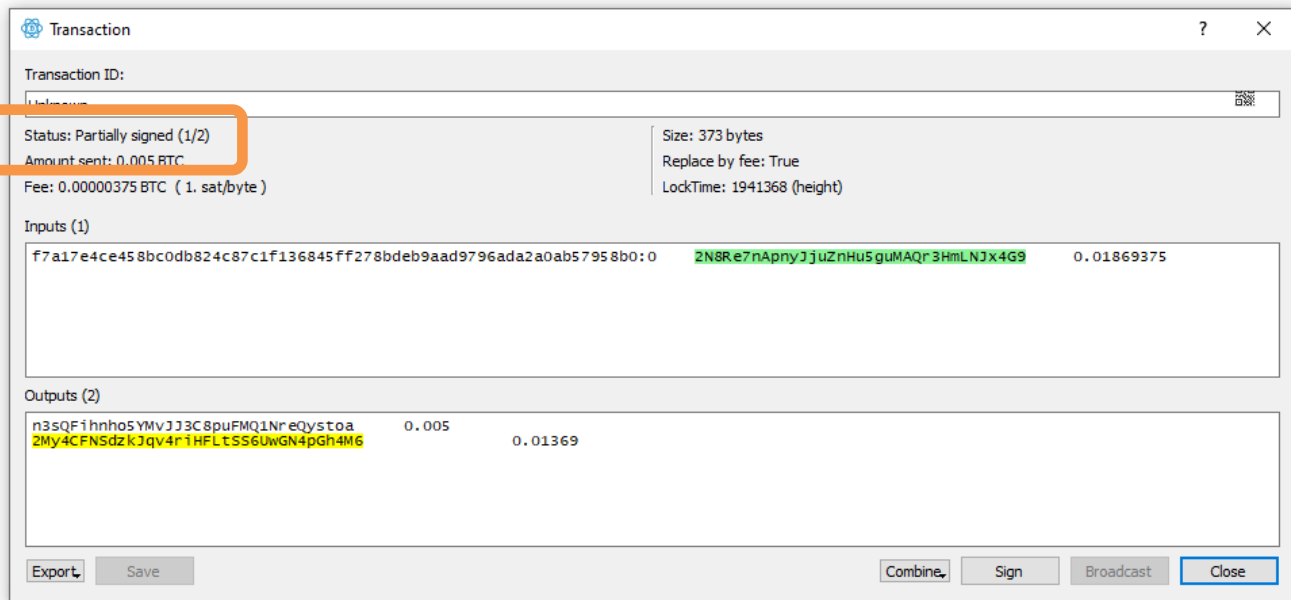 Transaction
?
Transaction ID:
Unknown
Status: Partially signed (1/2)
Size: 373 bytes
Amount sent: 0.005 BTC
Replace by fee: True
Fee: 0.00000375 BTC ( 1. sat/byte )
LockTime: 1941368 (height)
Inputs (1)
f7a17e4ce458bc0db824c87c1f136845ff278bdeb9aad9796ada2a0ab57958b0:0 2N8Re7nApnyJjuZnHu5guMAQr3HmLNJx4G9 0.01869375
Outputs (2)
n3sQFihnho5YMvJJ3C8puFMQ1NreQystoa 0.005
2My4CFNSdzkJqv4riHFLtSS6UwGN4pGh4M6 0.01369
Export
Save
Combine
Sign
Broadcast
Close